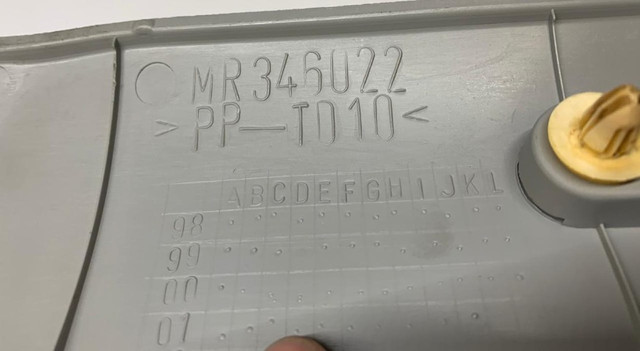 MR346022
>PP—TD10<
A B C D E F G H I J K L
98
99
00
01